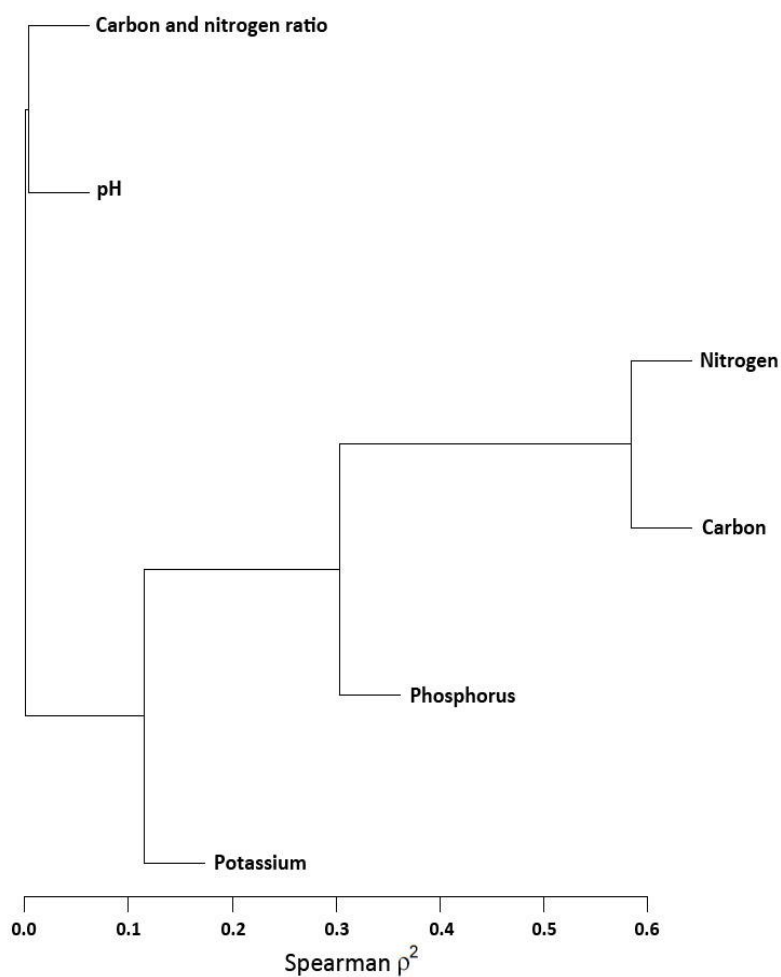 Carbon and nitrogen ratio
pH
Nitrogen
Carbon
Phosphorus
Potassium
0.0 0.1 0.2 0.3 0.4 0.5 0.6
Spearman ρ²